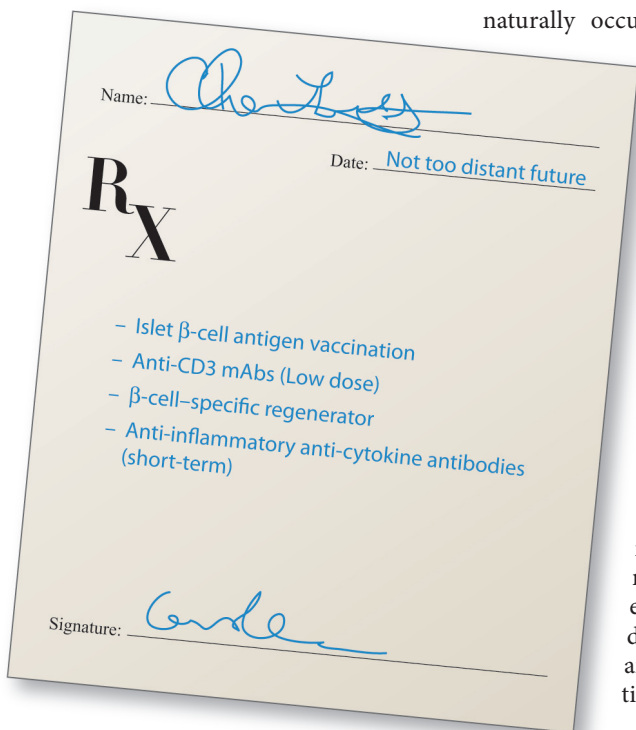 naturally occu
Name:
Date: Not too distant future
Rx
– Islet β-cell antigen vaccination
– Anti-CD3 mAbs (Low dose)
– β-cell–specific regenerator
– Anti-inflammatory anti-cytokine antibodies
(short-term)
r
e
d
a
ti
Signature: